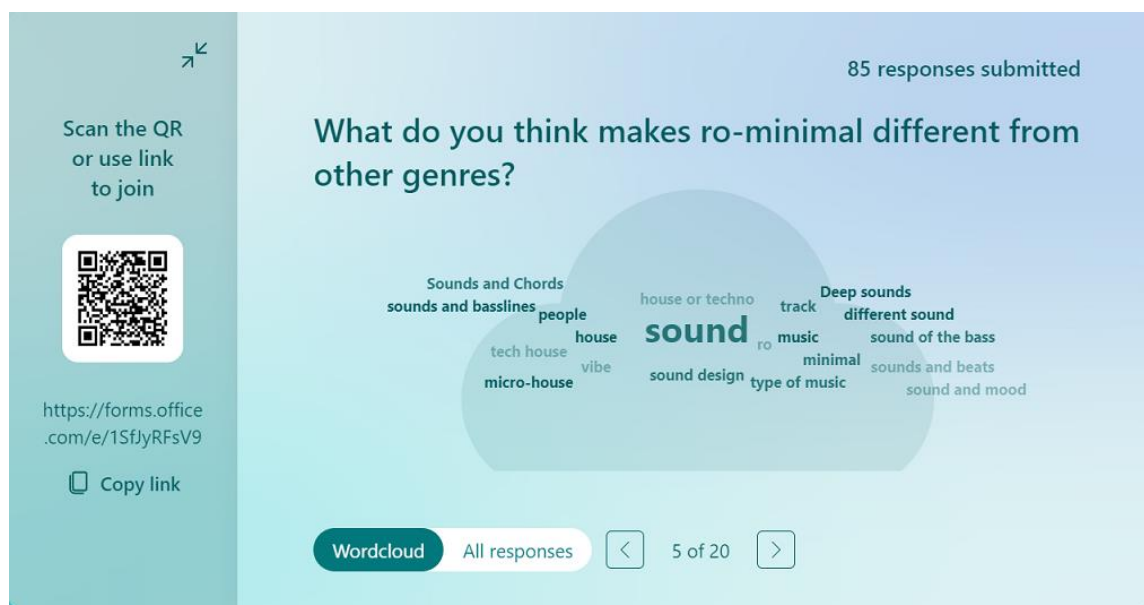 Scan the QR
or use link
to join
https://forms.office
.com/e/1SfJyRFsV9
Copy link
85 responses submitted
What do you think makes ro-minimal different from
other genres?
Sounds and Chords
sounds and basslines
people
house
tech house
vibe
micro-house
house or techno
sound
ro
sound design
track
music
minimal
type of music
Deep sounds
different sound
sound of the bass
sounds and beats
sound and mood
Wordcloud
All responses
5 of 20